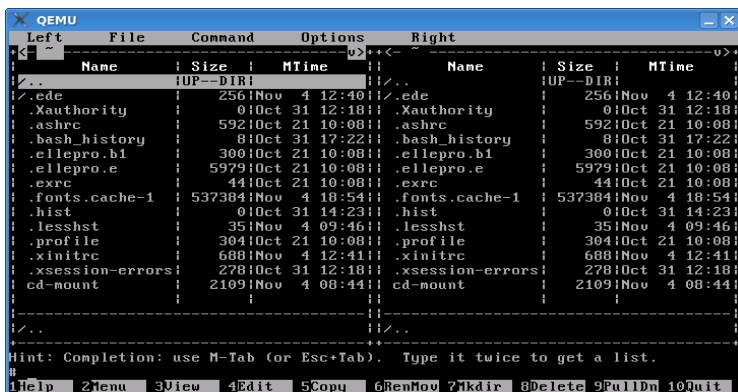 QEMU
Left File Command Options Right
<- ~ v> <- ~ v>
Name Size MTime Name Size MTime
/.. UP--DIR /.. UP--DIR
/.ede 256 Nov 4 12:40 /.ede 256 Nov 4 12:40
.Xauthority 0 Oct 31 12:18 .Xauthority 0 Oct 31 12:18
.ashrc 592 Oct 21 10:08 .ashrc 592 Oct 21 10:08
.bash_history 8 Oct 31 17:22 .bash_history 8 Oct 31 17:22
.ellepro.b1 300 Oct 21 10:08 .ellepro.b1 300 Oct 21 10:08
.ellepro.e 5979 Oct 21 10:08 .ellepro.e 5979 Oct 21 10:08
.exrc 44 Oct 21 10:08 .exrc 44 Oct 21 10:08
.fonts.cache-1 537384 Nov 4 18:54 .fonts.cache-1 537384 Nov 4 18:54
.hist 0 Oct 31 14:23 .hist 0 Oct 31 14:23
.lesshst 35 Nov 4 09:46 .lesshst 35 Nov 4 09:46
.profile 304 Oct 21 10:08 .profile 304 Oct 21 10:08
.xinitrc 688 Nov 4 12:41 .xinitrc 688 Nov 4 12:41
.xsession-errors 278 Oct 31 12:18 .xsession-errors 278 Oct 31 12:18
cd-mount 2109 Nov 4 08:44 cd-mount 2109 Nov 4 08:44
/.. /..
Hint: Completion: use M-Tab (or Esc+Tab). Type it twice to get a list.
#
1Help 2Menu 3View 4Edit 5Copy 6RenMov 7Mkdir 8Delete 9PullDn 10Quit